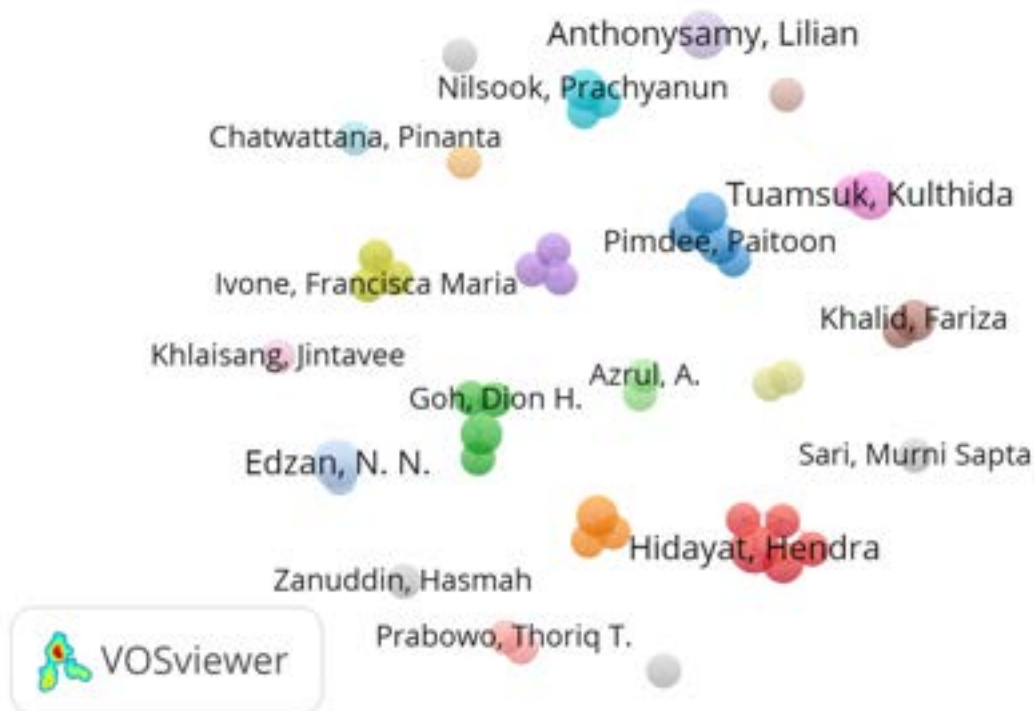 Anthonysamy, Lilian
Nilsook, Prachyanun
Chatwattana, Pinanta
Tuamsuk, Kulthida
Pimdee, Paitoon
Ivone, Francisca Maria
Khalid, Fariza
Khlaisang, Jintavee
Azrul, A.
Goh, Dion H.
Sari, Murni Sapta
Edzan, N. N.
Hidayat, Hendra
Zanuddin, Hasmah
Prabowo, Thoriq T.
VOSviewer